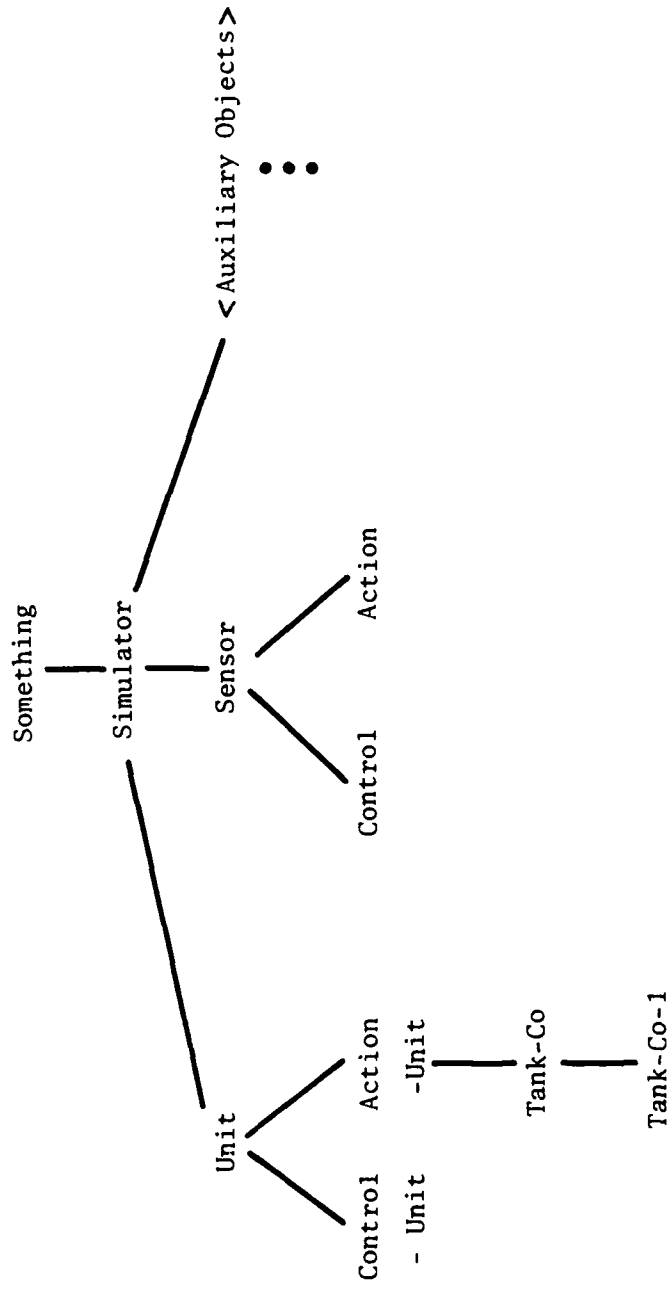 Something
Simulator
Unit
Sensor
<Auxiliary Objects>
Control
- Unit
Action
-Unit
Control
Action
Tank-Co
Tank-Co-1